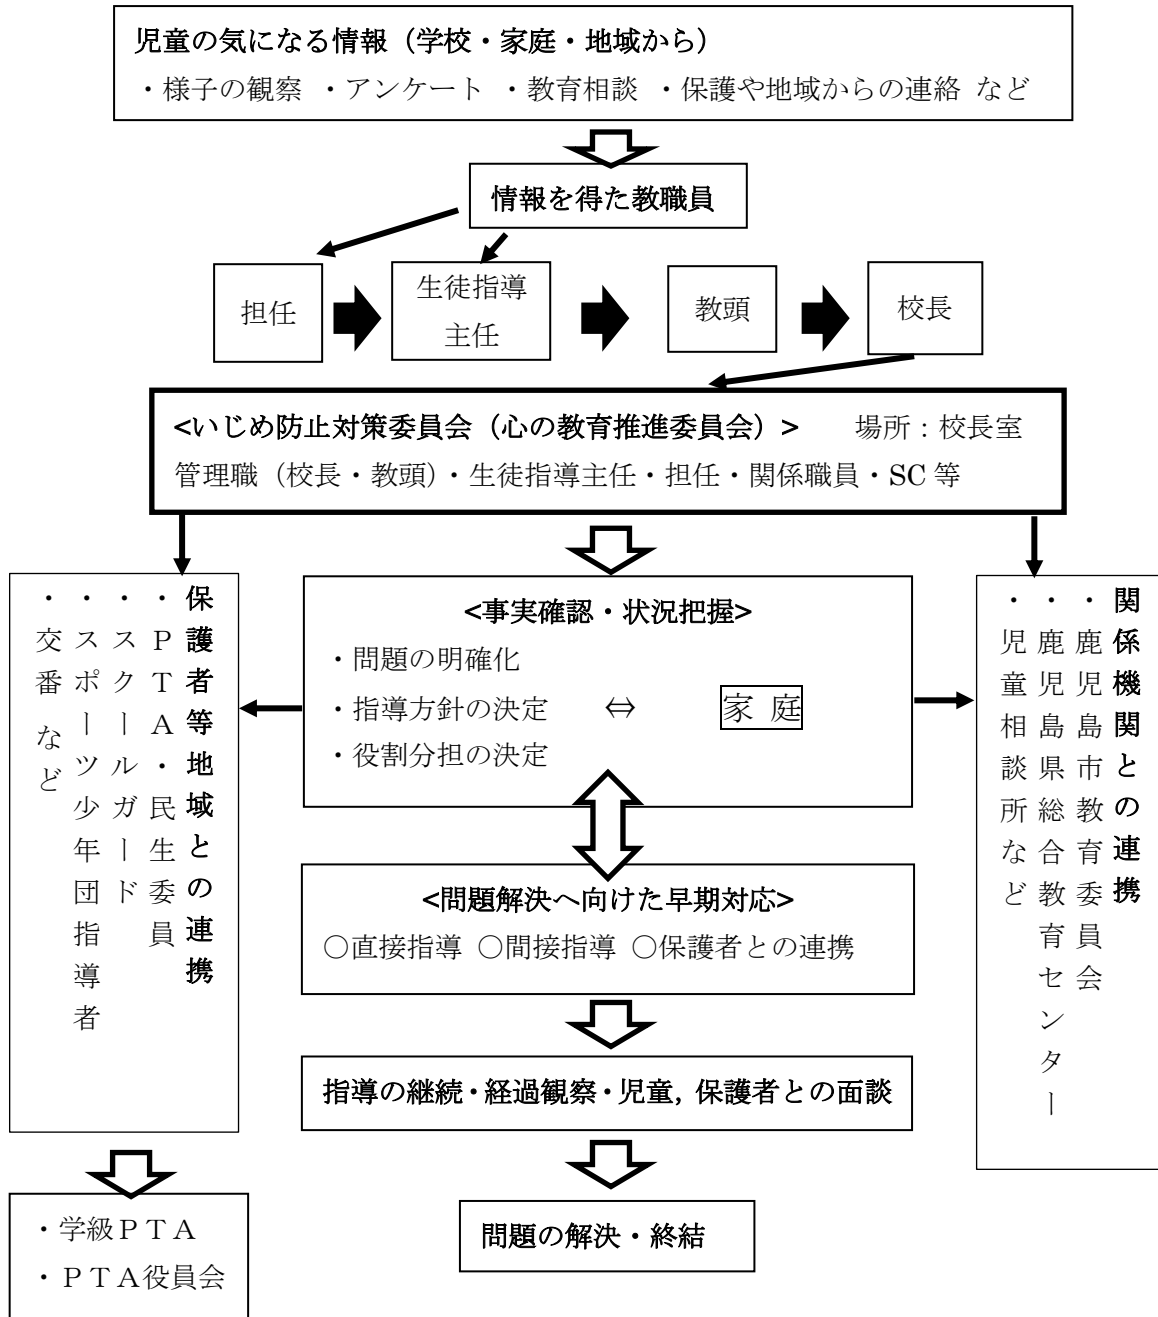 児童の気になる情報（学校・家庭・地域から）
・様子の観察 ・アンケート ・教育相談 ・保護や地域からの連絡 など
情報を得た教職員
担任
生徒指導
主任
教頭
校長
<いじめ防止対策委員会（心の教育推進委員会）> 場所：校長室
管理職（校長・教頭）・生徒指導主任・担任・関係職員・SC 等
保護者等地域との連携
・ＰＴＡ・民生委員
・スクールガード
・スポーツ少年団指導者
・交番 など
<事実確認・状況把握>
・問題の明確化
・指導方針の決定 ⇔ 家 庭
・役割分担の決定
関係機関との連携
・鹿児島市教育委員会
・鹿児島県総合教育センター
・児童相談所など
<問題解決へ向けた早期対応>
○直接指導 ○間接指導 ○保護者との連携
指導の継続・経過観察・児童，保護者との面談
問題の解決・終結
・学級ＰＴＡ
・ＰＴＡ役員会